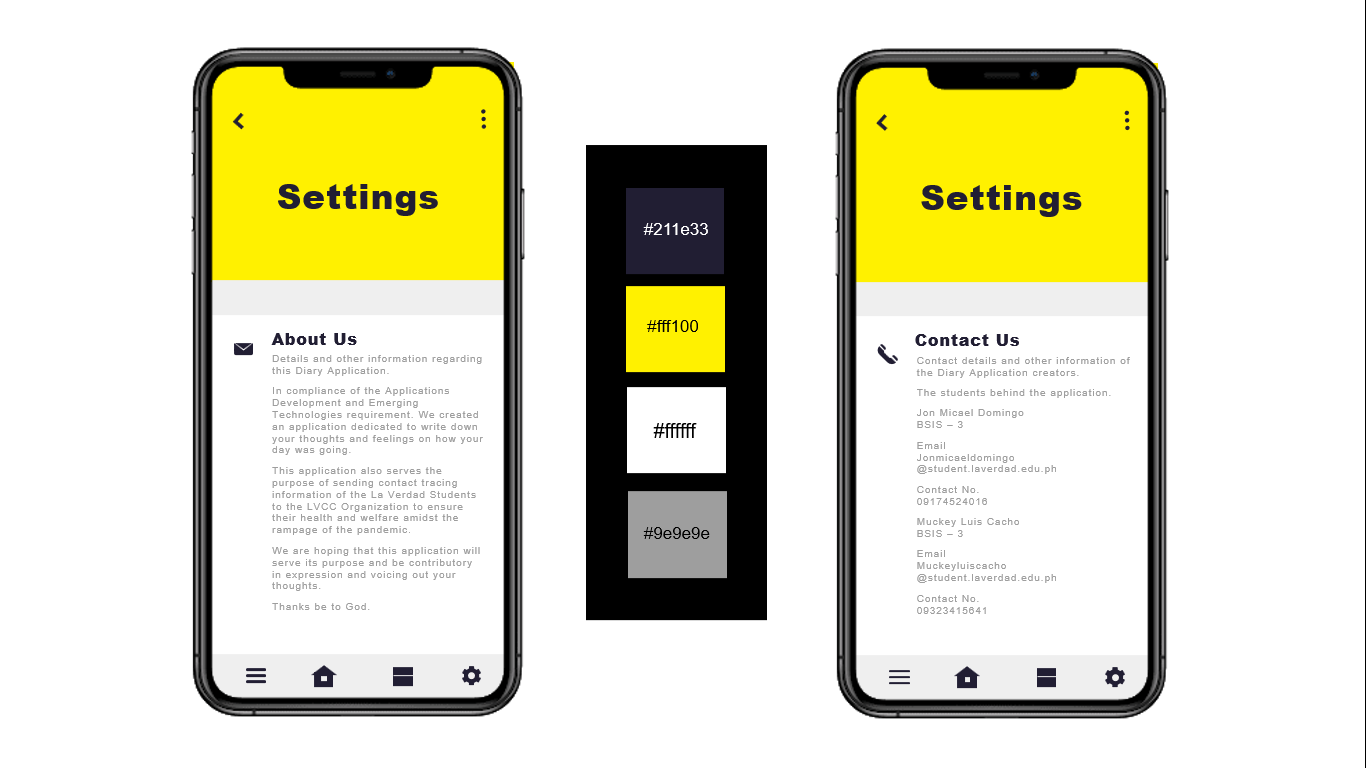 Settings
About Us
Details and other information regarding
this Diary Application.
In compliance of the Applications
Development and Emerging
Technologies requirement. We created
an application dedicated to write down
your thoughts and feelings on how your
day was going.
This application also serves the
purpose of sending contact tracing
information of the La Verdad Students
to the LVCC Organization to ensure
their health and welfare amidst the
rampage of the pandemic.
We are hoping that this application will
serve its purpose and be contributory
in expression and voicing out your
thoughts.
Thanks be to God.
#211e33
#fff100
#ffffff
#9e9e9e
Settings
Contact Us
Contact details and other information of
the Diary Application creators.
The students behind the application.
Jon Micael Domingo
BSIS – 3
Email
Jonmicaeldomingo
@student.laverdad.edu.ph
Contact No.
09174524016
Muckey Luis Cacho
BSIS – 3
Email
Muckeyluiscacho
@student.laverdad.edu.ph
Contact No.
09323415641